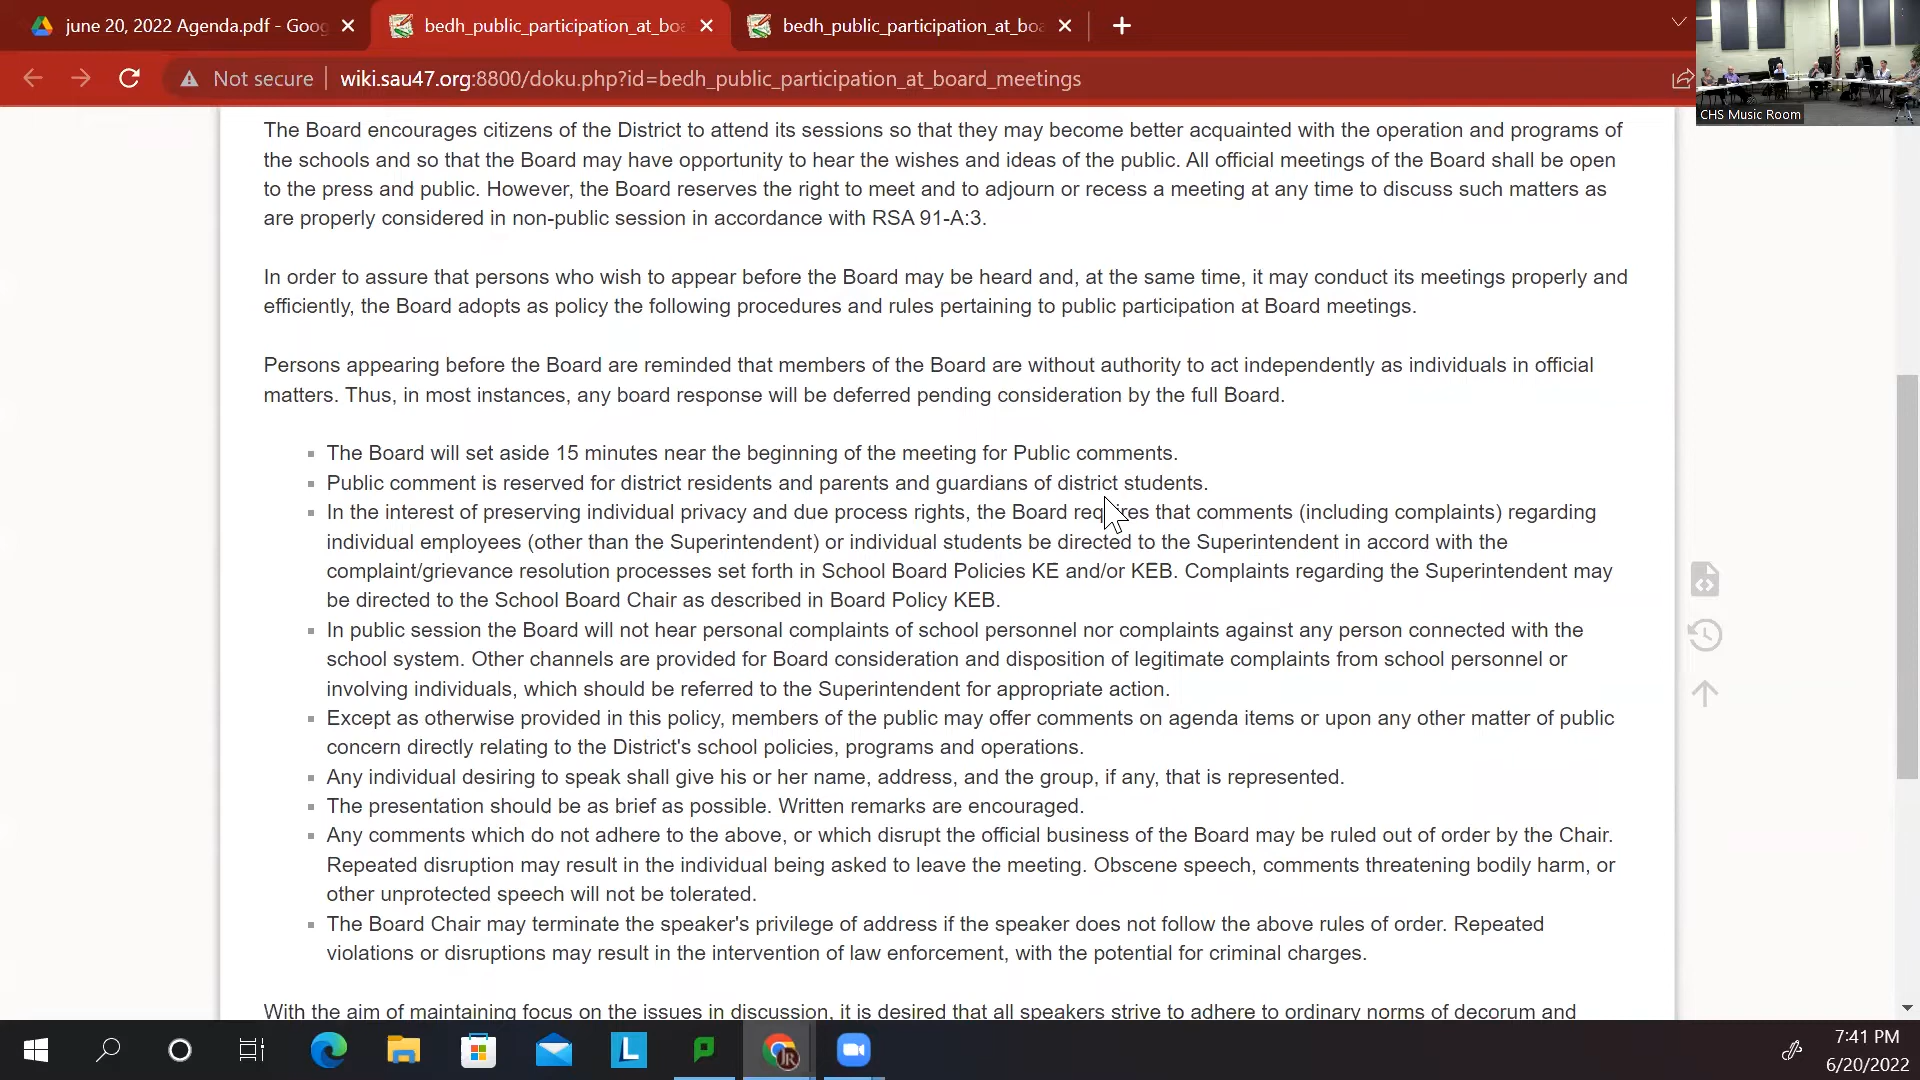 june 20, 2022 Agenda.pdf - Goog
bedh_public_participation_at_boa
bedh_public_participation_at_boa
Not secure
wiki.sau47.org:8800/doku.php?id=bedh_public_participation_at_board_meetings
CHS Music Room
The Board encourages citizens of the District to attend its sessions so that they may become better acquainted with the operation and programs of
the schools and so that the Board may have opportunity to hear the wishes and ideas of the public. All official meetings of the Board shall be open
to the press and public. However, the Board reserves the right to meet and to adjourn or recess a meeting at any time to discuss such matters as
are properly considered in non-public session in accordance with RSA 91-A:3.
In order to assure that persons who wish to appear before the Board may be heard and, at the same time, it may conduct its meetings properly and
efficiently, the Board adopts as policy the following procedures and rules pertaining to public participation at Board meetings.
Persons appearing before the Board are reminded that members of the Board are without authority to act independently as individuals in official
matters. Thus, in most instances, any board response will be deferred pending consideration by the full Board.
The Board will set aside 15 minutes near the beginning of the meeting for Public comments.
Public comment is reserved for district residents and parents and guardians of district students.
In the interest of preserving individual privacy and due process rights, the Board requires that comments (including complaints) regarding
individual employees (other than the Superintendent) or individual students be directed to the Superintendent in accord with the
complaint/grievance resolution processes set forth in School Board Policies KE and/or KEB. Complaints regarding the Superintendent may
be directed to the School Board Chair as described in Board Policy KEB.
In public session the Board will not hear personal complaints of school personnel nor complaints against any person connected with the
school system. Other channels are provided for Board consideration and disposition of legitimate complaints from school personnel or
involving individuals, which should be referred to the Superintendent for appropriate action.
Except as otherwise provided in this policy, members of the public may offer comments on agenda items or upon any other matter of public
concern directly relating to the District's school policies, programs and operations.
Any individual desiring to speak shall give his or her name, address, and the group, if any, that is represented.
The presentation should be as brief as possible. Written remarks are encouraged.
Any comments which do not adhere to the above, or which disrupt the official business of the Board may be ruled out of order by the Chair.
Repeated disruption may result in the individual being asked to leave the meeting. Obscene speech, comments threatening bodily harm, or
other unprotected speech will not be tolerated.
The Board Chair may terminate the speaker's privilege of address if the speaker does not follow the above rules of order. Repeated
violations or disruptions may result in the intervention of law enforcement, with the potential for criminal charges.
With the aim of maintaining focus on the issues in discussion, it is desired that all speakers strive to adhere to ordinary norms of decorum and
L
JR
7:41 PM
6/20/2022